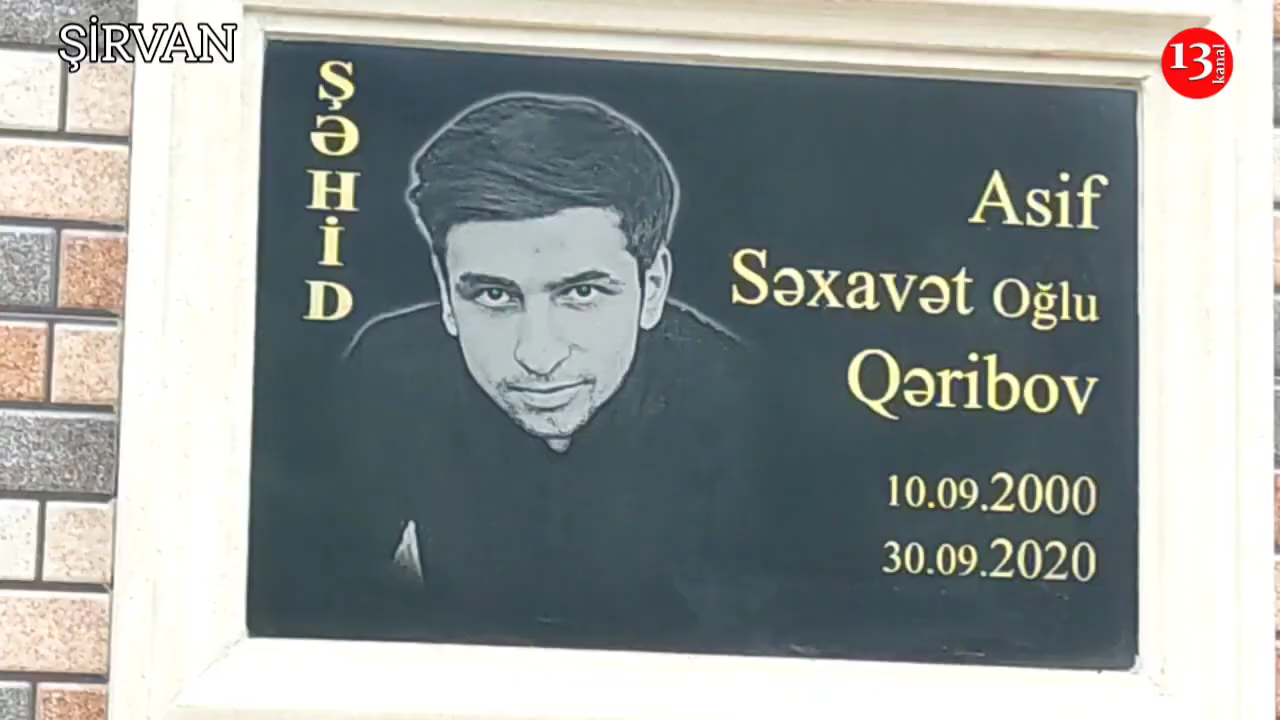 ŞİRVAN
13 kanal
ŞƏHİD
Asif
Səxavət Oğlu
Qəribov
10.09.2000
30.09.2020